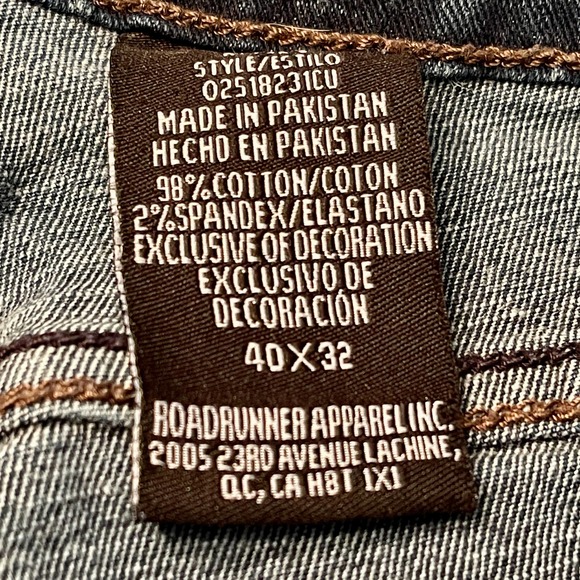 STYLE/ESTILO
02518231CU
MADE IN PAKISTAN
HECHO EN PAKISTAN
98%COTTON/COTON
2%SPANDEX/ELASTANO
EXCLUSIVE OF DECORATION
EXCLUSIVO DE
DECORACIÓN
40X32
ROADRUNNER APPAREL INC.
2005 23RD AVENUE LACHINE,
QC, CA H8T 1X1